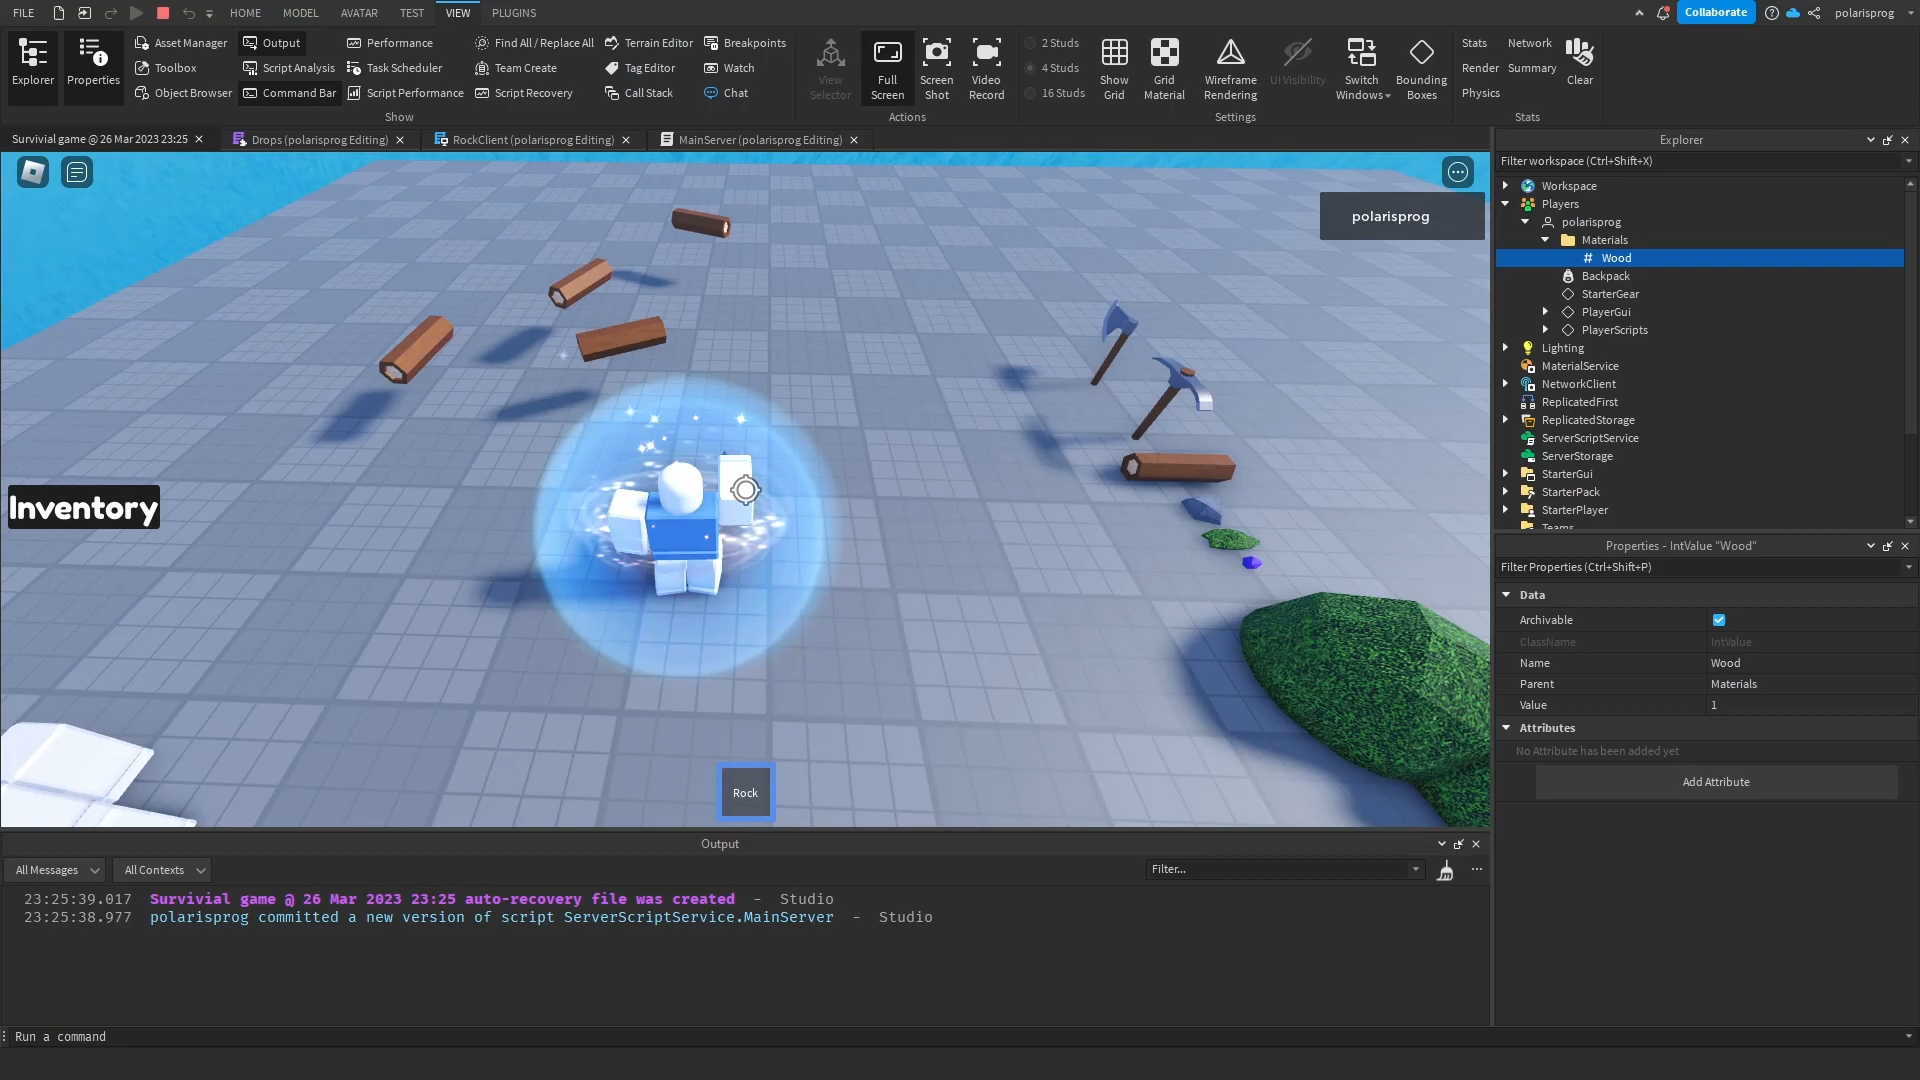 FILE HOME MODEL AVATAR TEST VIEW PLUGINS Collaborate polarisprog
Explorer
Properties
Asset Manager
Toolbox
Object Browser
Output
Script Analysis
Command Bar
Performance
Task Scheduler
Script Performance
Find All / Replace All
Team Create
Script Recovery
Terrain Editor
Tag Editor
Call Stack
Breakpoints
Watch
Chat
Show
View
Selector
Full
Screen
Screen
Shot
Video
Record
Actions
2 Studs
4 Studs
16 Studs
Show
Grid
Grid
Material
Wireframe
Rendering
UI Visibility
Switch
Windows
Bounding
Boxes
Settings
Stats Network
Render Summary
Physics
Clear
Stats
Survivial game @ 26 Mar 2023 23:25
Drops (polarisprog Editing)
RockClient (polarisprog Editing)
MainServer (polarisprog Editing)
polarisprog
Inventory
Rock
Explorer
Filter workspace (Ctrl+Shift+X)
Workspace
Players
polarisprog
Materials
# Wood
Backpack
StarterGear
PlayerGui
PlayerScripts
Lighting
MaterialService
NetworkClient
ReplicatedFirst
ReplicatedStorage
ServerScriptService
ServerStorage
StarterGui
StarterPack
StarterPlayer
Teams
Properties - IntValue "Wood"
Filter Properties (Ctrl+Shift+P)
Data
Archivable
ClassName IntValue
Name Wood
Parent Materials
Value 1
Attributes
No Attribute has been added yet
Add Attribute
Output
All Messages All Contexts Filter...
23:25:39.017 Survivial game @ 26 Mar 2023 23:25 auto-recovery file was created - Studio
23:25:38.977 polarisprog committed a new version of script ServerScriptService.MainServer - Studio
Run a command